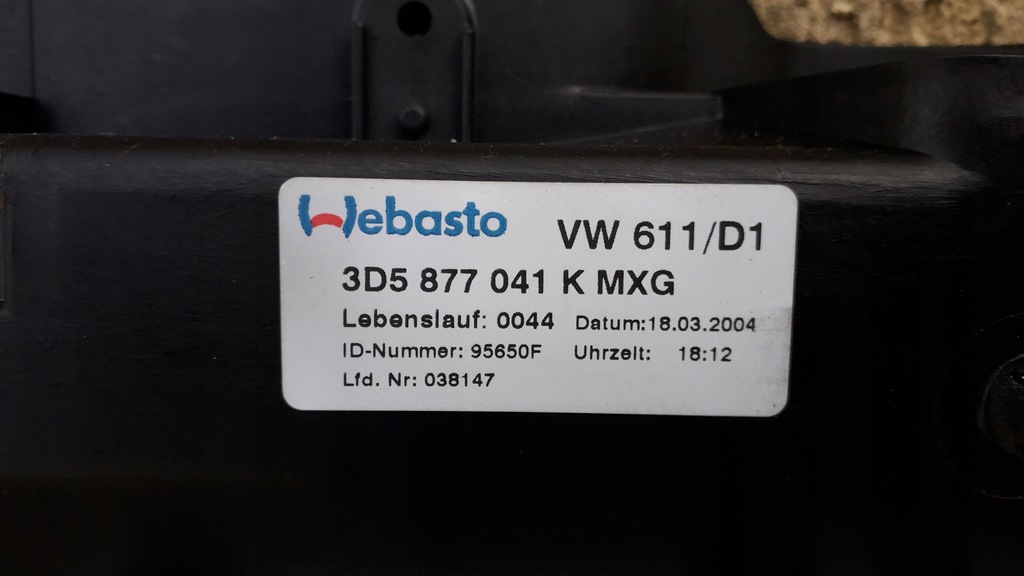 Webasto VW 611/D1
3D5 877 041 K MXG
Lebenslauf: 0044 Datum:18.03.2004
ID-Nummer: 95650F Uhrzeit: 18:12
Lfd. Nr: 038147